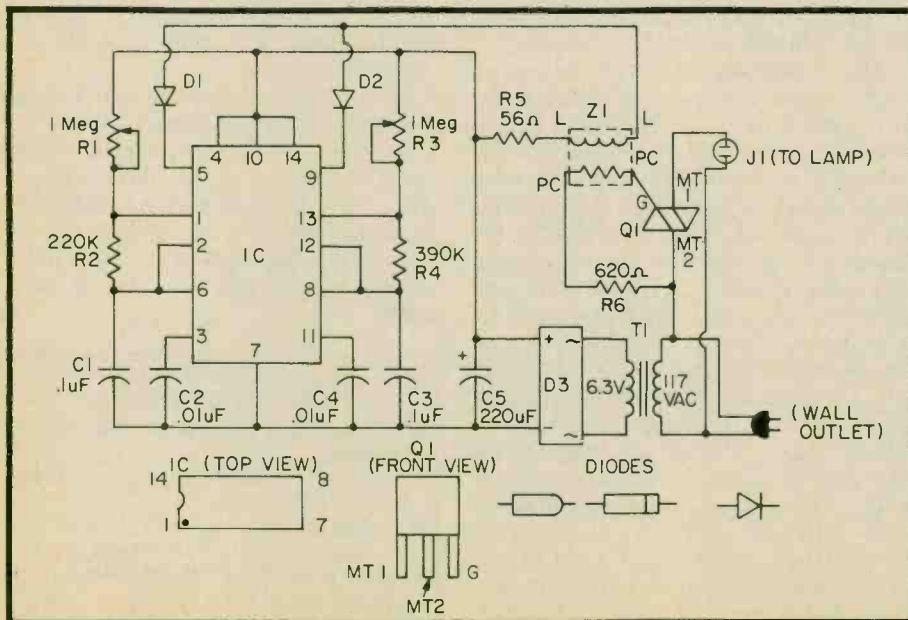 D1
D2
1 Meg
R1
1 Meg
R3
R5
56Ω
L
Z1
L
PC
PC
J1 (TO LAMP)
MT
1
G
Q1
MT
2
4
10
14
5
9
1
13
2
12
6
8
3
11
7
IC
220K
R2
390K
R4
620Ω
R6
C1
.1uF
C2
.01uF
C4
.01uF
C3
.1uF
+
C5
220uF
+
~
D3
-
~
T1
6.3V
117
VAC
(WALL
OUTLET)
IC (TOP VIEW)
14
8
1
7
Q1
(FRONT VIEW)
MT 1
G
MT2
DIODES